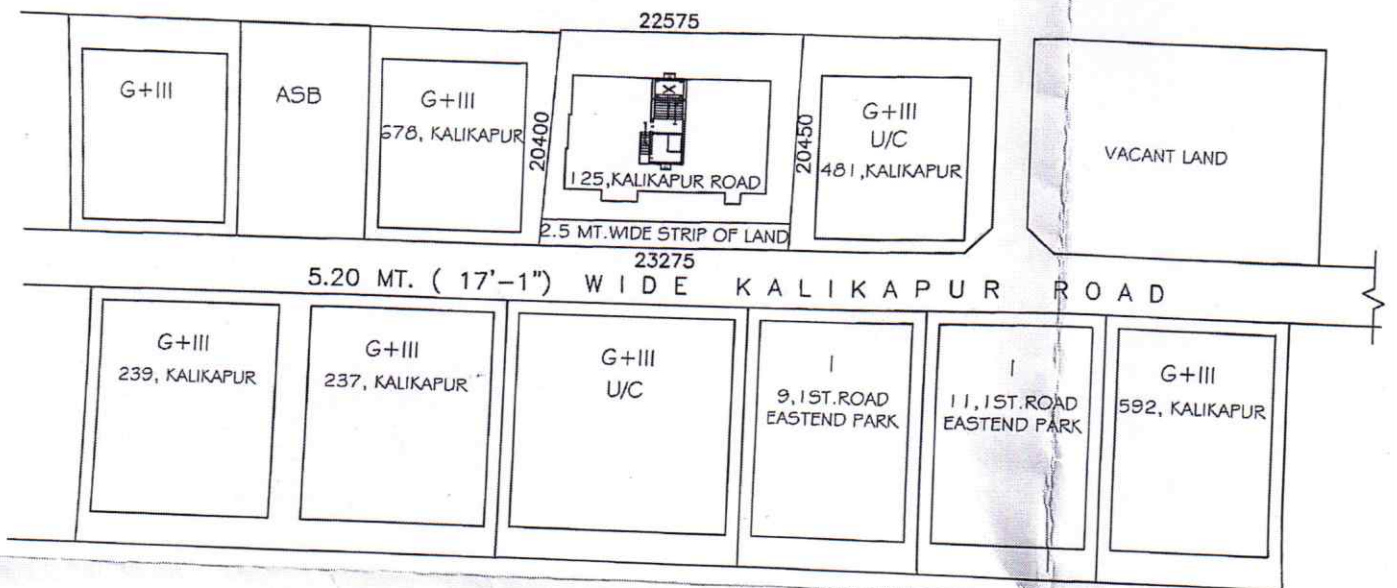 22575
G+III
ASB
G+III
678, KALIKAPUR
20400
125,KALIKAPUR ROAD
20450
G+III
U/C
481,KALIKAPUR
VACANT LAND
2.5 MT.WIDE STRIP OF LAND
23275
5.20 MT. ( 17'-1") WIDE KALIKAPUR ROAD
G+III
239, KALIKAPUR
G+III
237, KALIKAPUR
G+III
U/C
I
9,1ST.ROAD
EASTEND PARK
I
11,1ST.ROAD
EASTEND PARK
G+III
592, KALIKAPUR